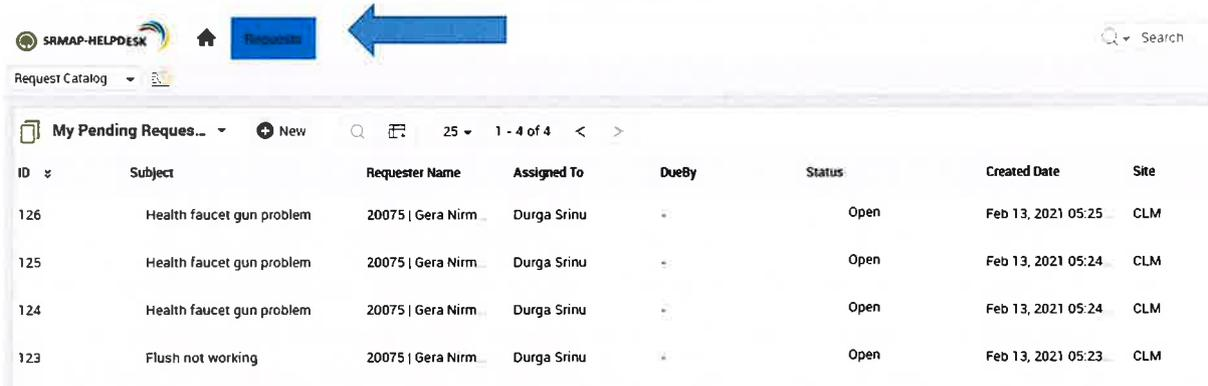 SRMAP-HELPDESK Requests Search
Request Catalog
My Pending Reques... New 25 1 - 4 of 4 < >
ID Subject Requester Name Assigned To DueBy Status Created Date Site
126 Health faucet gun problem 20075 | Gera Nirm... Durga Srinu - Open Feb 13, 2021 05:25... CLM
125 Health faucet gun problem 20075 | Gera Nirm... Durga Srinu - Open Feb 13, 2021 05:24... CLM
124 Health faucet gun problem 20075 | Gera Nirm... Durga Srinu - Open Feb 13, 2021 05:24... CLM
123 Flush not working 20075 | Gera Nirm... Durga Srinu - Open Feb 13, 2021 05:23... CLM